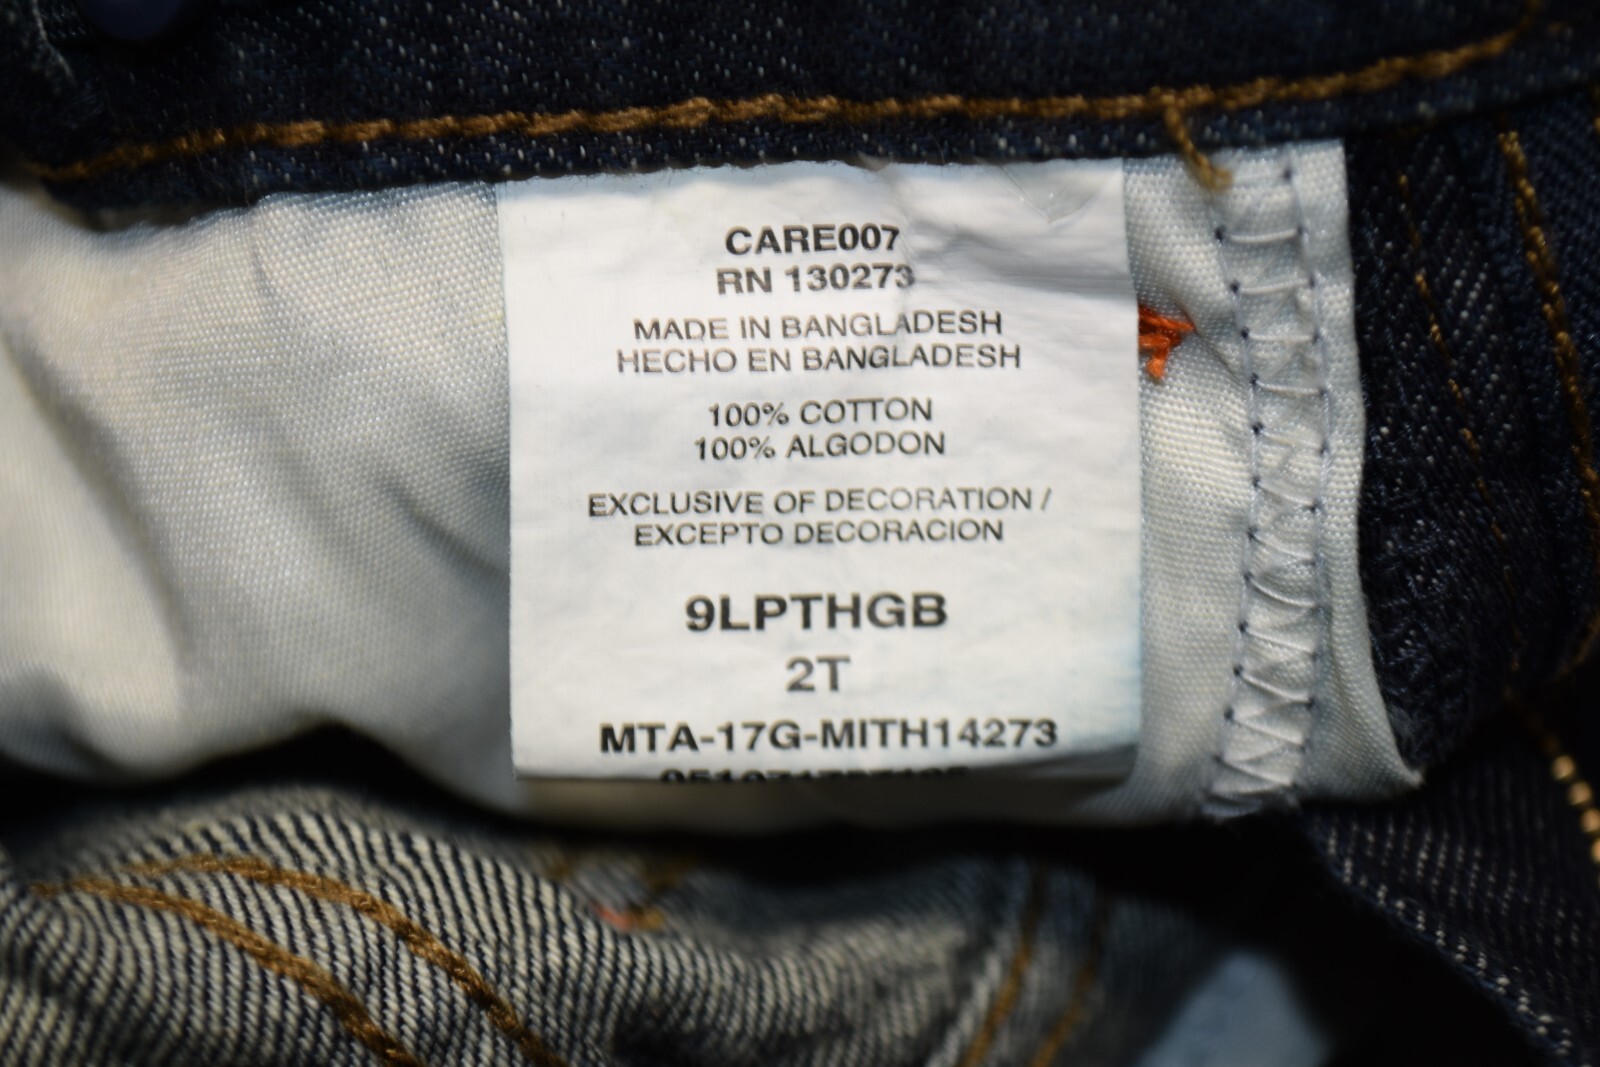 CARE007
RN 130273
MADE IN BANGLADESH
HECHO EN BANGLADESH
100% COTTON
100% ALGODON
EXCLUSIVE OF DECORATION /
EXCEPTO DECORACION
9LPTHGB
2T
MTA-17G-MITH14273